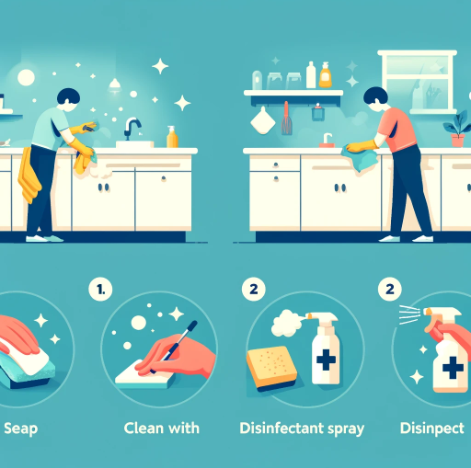 1.
2
2
Seap
Clean with
Disinfectant spray
Disinpect